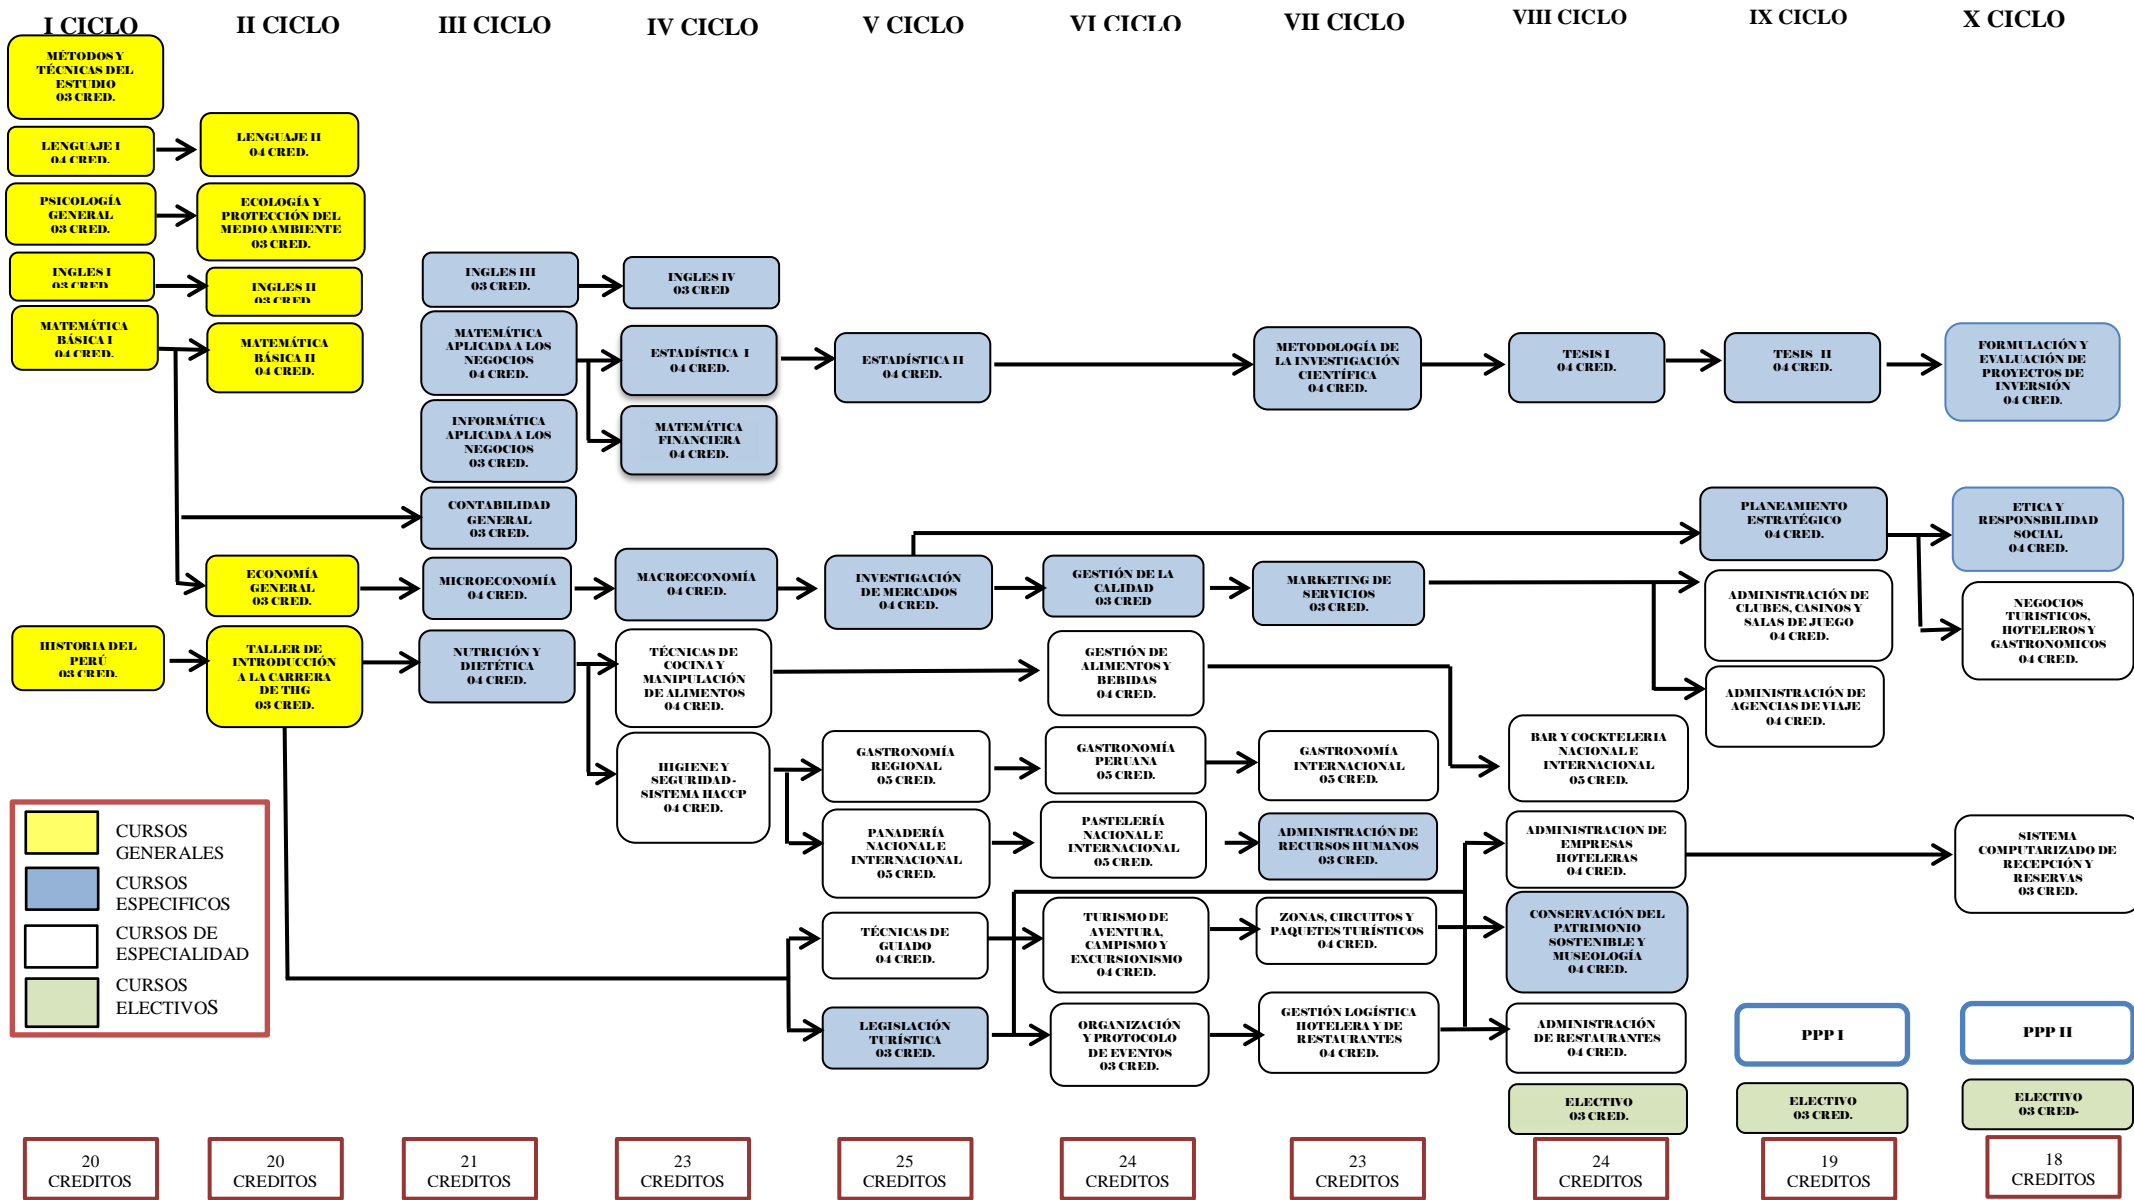 I CICLO
II CICLO
III CICLO
IV CICLO
V CICLO
VI CICLO
VII CICLO
VIII CICLO
IX CICLO
X CICLO
MÉTODOS Y
TÉCNICAS DEL
ESTUDIO
03 CRED.
LENGUAJE I
04 CRED.
PSICOLOGÍA
GENERAL
03 CRED.
INGLES I
03 CRED.
MATEMÁTICA
BÁSICA I
04 CRED.
HISTORIA DEL
PERÚ
03 CRED.
LENGUAJE II
04 CRED.
ECOLOGÍA Y
PROTECCIÓN DEL
MEDIO AMBIENTE
03 CRED.
INGLES II
03 CRED
MATEMÁTICA
BÁSICA II
04 CRED.
ECONOMÍA
GENERAL
03 CRED.
TALLER DE
INTRODUCCIÓN
A LA CARRERA
DE THG
03 CRED.
INGLES III
03 CRED.
MATEMÁTICA
APLICADA A LOS
NEGOCIOS
04 CRED.
INFORMÁTICA
APLICADA A LOS
NEGOCIOS
03 CRED.
CONTABILIDAD
GENERAL
03 CRED.
MICROECONOMÍA
04 CRED.
NUTRICIÓN Y
DIETÉTICA
04 CRED.
INGLES IV
03 CRED
ESTADÍSTICA I
04 CRED.
MATEMÁTICA
FINANCIERA
04 CRED.
MACROECONOMÍA
04 CRED.
TÉCNICAS DE
COCINA Y
MANIPULACIÓN
DE ALIMENTOS
04 CRED.
HIGIENE Y
SEGURIDAD-
SISTEMA HACCP
04 CRED.
ESTADÍSTICA II
04 CRED.
INVESTIGACIÓN
DE MERCADOS
04 CRED.
GASTRONOMÍA
REGIONAL
05 CRED.
PANADERÍA
NACIONAL E
INTERNACIONAL
05 CRED.
TÉCNICAS DE
GUIADO
04 CRED.
LEGISLACIÓN
TURÍSTICA
03 CRED.
GESTIÓN DE LA
CALIDAD
03 CRED
GESTIÓN DE
ALIMENTOS Y
BEBIDAS
04 CRED.
GASTRONOMÍA
PERUANA
05 CRED.
PASTELERÍA
NACIONAL E
INTERNACIONAL
05 CRED.
TURISMO DE
AVENTURA,
CAMPISMO Y
EXCURSIONISMO
04 CRED.
ORGANIZACIÓN
Y PROTOCOLO
DE EVENTOS
03 CRED.
METODOLOGÍA DE
LA INVESTIGACIÓN
CIENTÍFICA
04 CRED.
MARKETING DE
SERVICIOS
03 CRED.
GASTRONOMÍA
INTERNACIONAL
05 CRED.
ADMINISTRACIÓN DE
RECURSOS HUMANOS
03 CRED.
ZONAS, CIRCUITOS Y
PAQUETES TURÍSTICOS
04 CRED.
GESTIÓN LOGÍSTICA
HOTELERA Y DE
RESTAURANTES
04 CRED.
TESIS I
04 CRED.
BAR Y COCKTELERIA
NACIONAL E
INTERNACIONAL
05 CRED.
ADMINISTRACION DE
EMPRESAS
HOTELERAS
04 CRED.
CONSERVACIÓN DEL
PATRIMONIO
SOSTENIBLE Y
MUSEOLOGÍA
04 CRED.
ADMINISTRACIÓN
DE RESTAURANTES
04 CRED.
ELECTIVO
03 CRED.
TESIS II
04 CRED.
PLANEAMIENTO
ESTRATÉGICO
04 CRED.
ADMINISTRACIÓN DE
CLUBES, CASINOS Y
SALAS DE JUEGO
04 CRED.
ADMINISTRACIÓN DE
AGENCIAS DE VIAJE
04 CRED.
PPP I
ELECTIVO
03 CRED.
FORMULACIÓN Y
EVALUACIÓN DE
PROYECTOS DE
INVERSIÓN
04 CRED.
ETICA Y
RESPONSBILIDAD
SOCIAL
04 CRED.
NEGOCIOS
TURISTICOS,
HOTELEROS Y
GASTRONOMICOS
04 CRED.
SISTEMA
COMPUTARIZADO DE
RECEPCIÓN Y
RESERVAS
03 CRED.
PPP II
ELECTIVO
03 CRED-
CURSOS
GENERALES
CURSOS
ESPECIFICOS
CURSOS DE
ESPECIALIDAD
CURSOS
ELECTIVOS
20
CREDITOS
20
CREDITOS
21
CREDITOS
23
CREDITOS
25
CREDITOS
24
CREDITOS
23
CREDITOS
24
CREDITOS
19
CREDITOS
18
CREDITOS